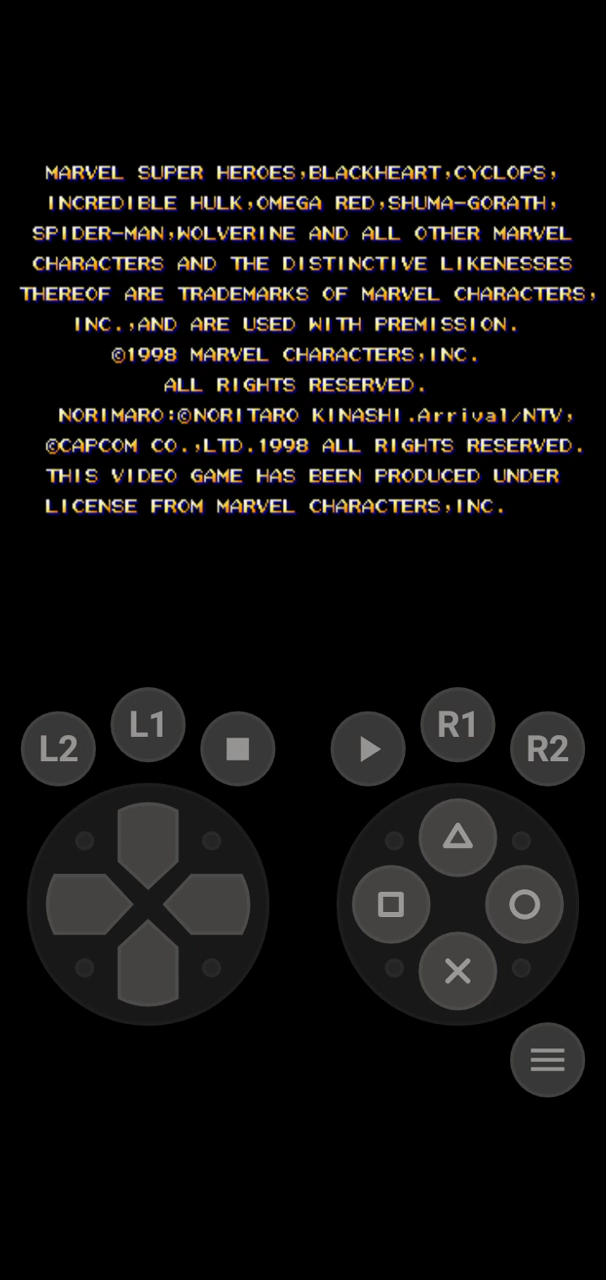 MARVEL SUPER HEROES,BLACKHEART,CYCLOPS,
INCREDIBLE HULK,OMEGA RED,SHUMA-GORATH,
SPIDER-MAN,WOLVERINE AND ALL OTHER MARVEL
CHARACTERS AND THE DISTINCTIVE LIKENESSES
THEREOF ARE TRADEMARKS OF MARVEL CHARACTERS,
INC.,AND ARE USED WITH PREMISSION.
©1998 MARVEL CHARACTERS,INC.
ALL RIGHTS RESERVED.
NORIMARO:©NORITARO KINASHI.Arrival/NTV,
©CAPCOM CO.,LTD.1998 ALL RIGHTS RESERVED.
THIS VIDEO GAME HAS BEEN PRODUCED UNDER
LICENSE FROM MARVEL CHARACTERS,INC.
L2 L1 R1 R2